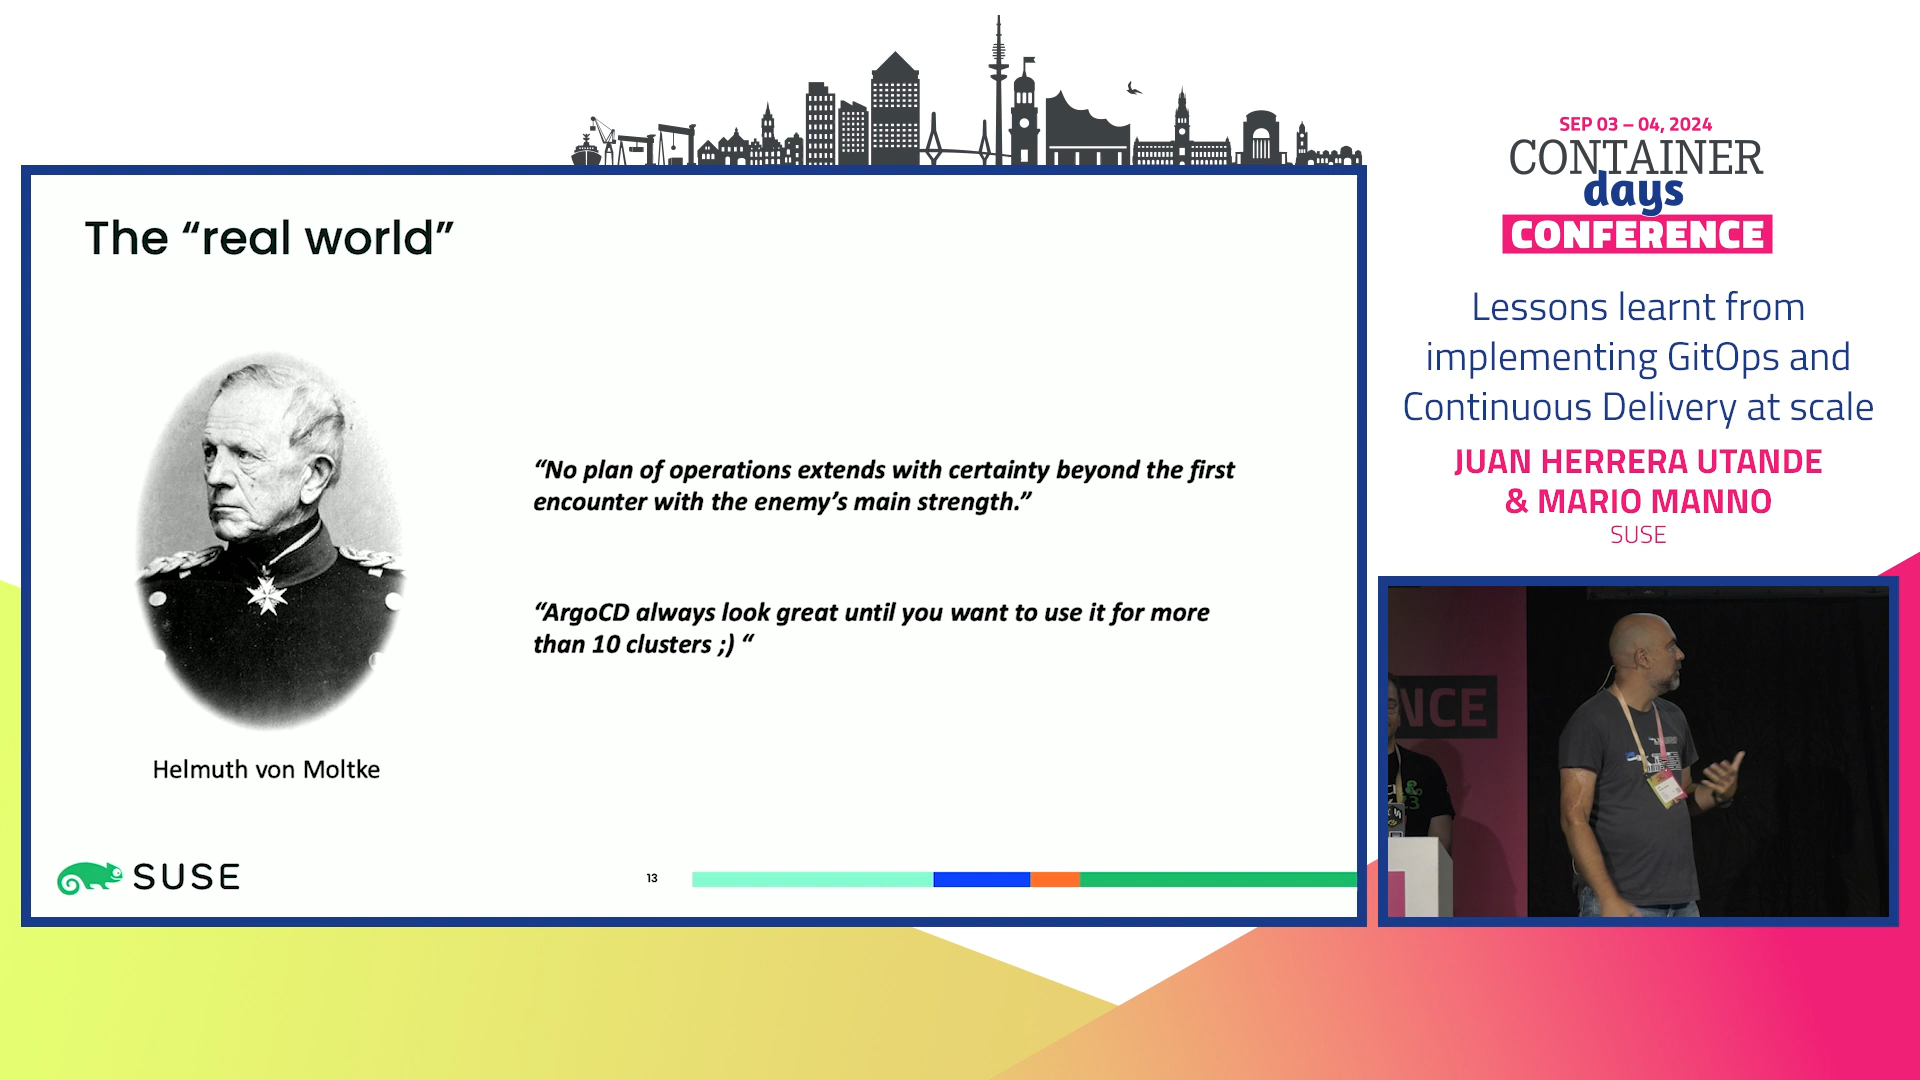 The “real world”
“No plan of operations extends with certainty beyond the first
encounter with the enemy’s main strength.”
“ArgoCD always look great until you want to use it for more
than 10 clusters ;) “
Helmuth von Moltke
SUSE
13
SEP 03 – 04, 2024
CONTAINER
days
CONFERENCE
Lessons learnt from
implementing GitOps and
Continuous Delivery at scale
JUAN HERRERA UTANDE
& MARIO MANNO
SUSE
NCE